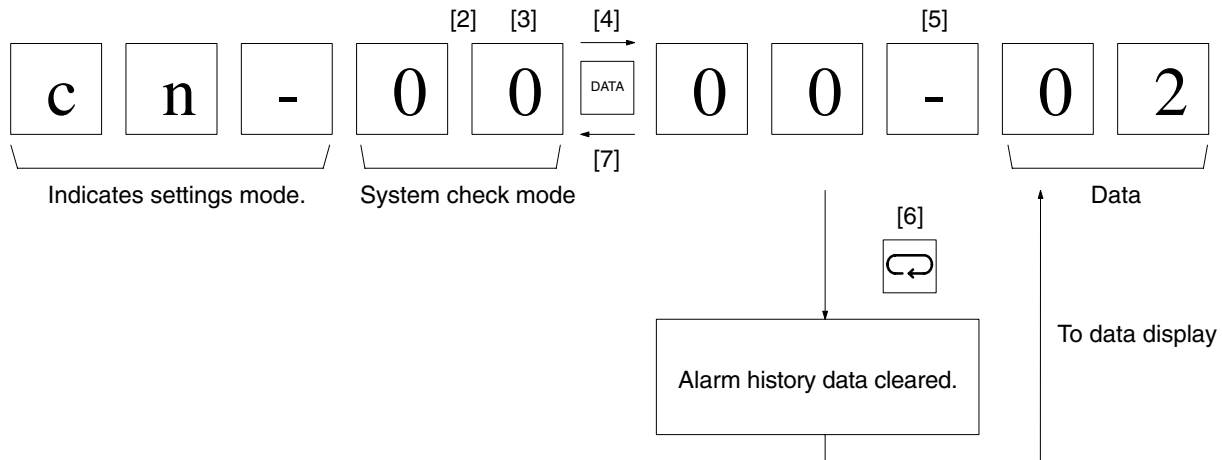 [2] [3] [4] [5]
c n - 0 0 DATA 0 0 - 0 2
[7]
Indicates settings mode. System check mode Data
[6]
To data display
Alarm history data cleared.